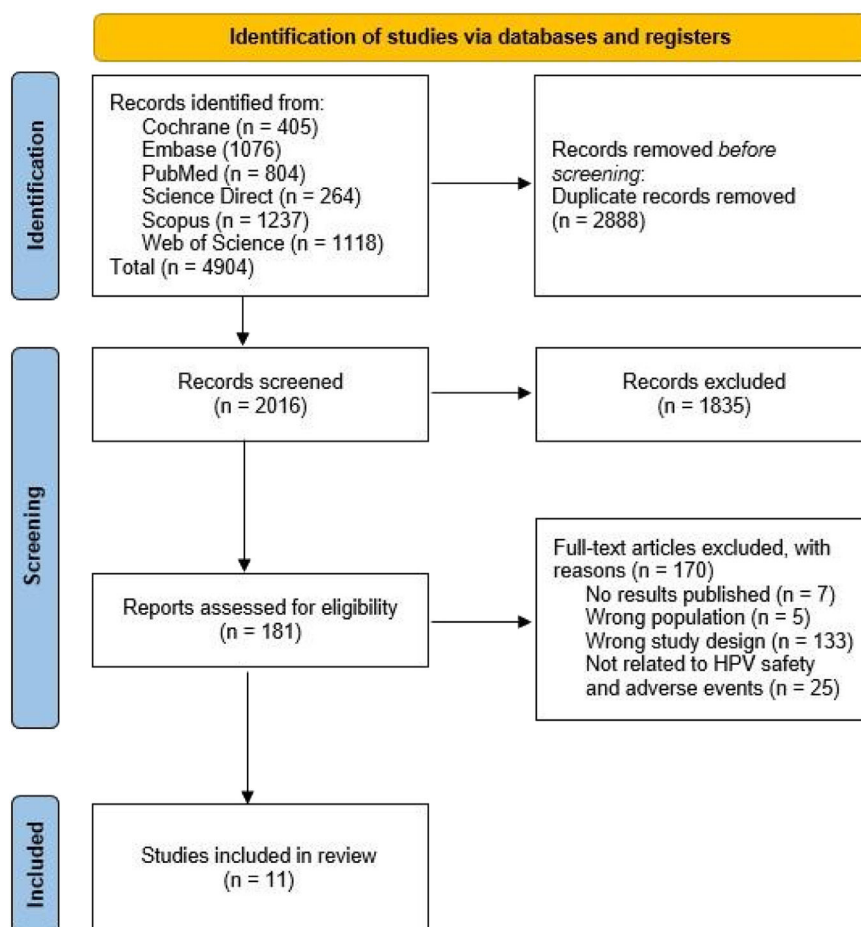 Identification of studies via databases and registers
Identification
Records identified from:
Cochrane (n = 405)
Embase (1076)
PubMed (n = 804)
Science Direct (n = 264)
Scopus (n = 1237)
Web of Science (n = 1118)
Total (n = 4904)
Records removed before
screening:
Duplicate records removed
(n = 2888)
Screening
Records screened
(n = 2016)
Records excluded
(n = 1835)
Reports assessed for eligibility
(n = 181)
Full-text articles excluded, with
reasons (n = 170)
No results published (n = 7)
Wrong population (n = 5)
Wrong study design (n = 133)
Not related to HPV safety
and adverse events (n = 25)
Included
Studies included in review
(n = 11)